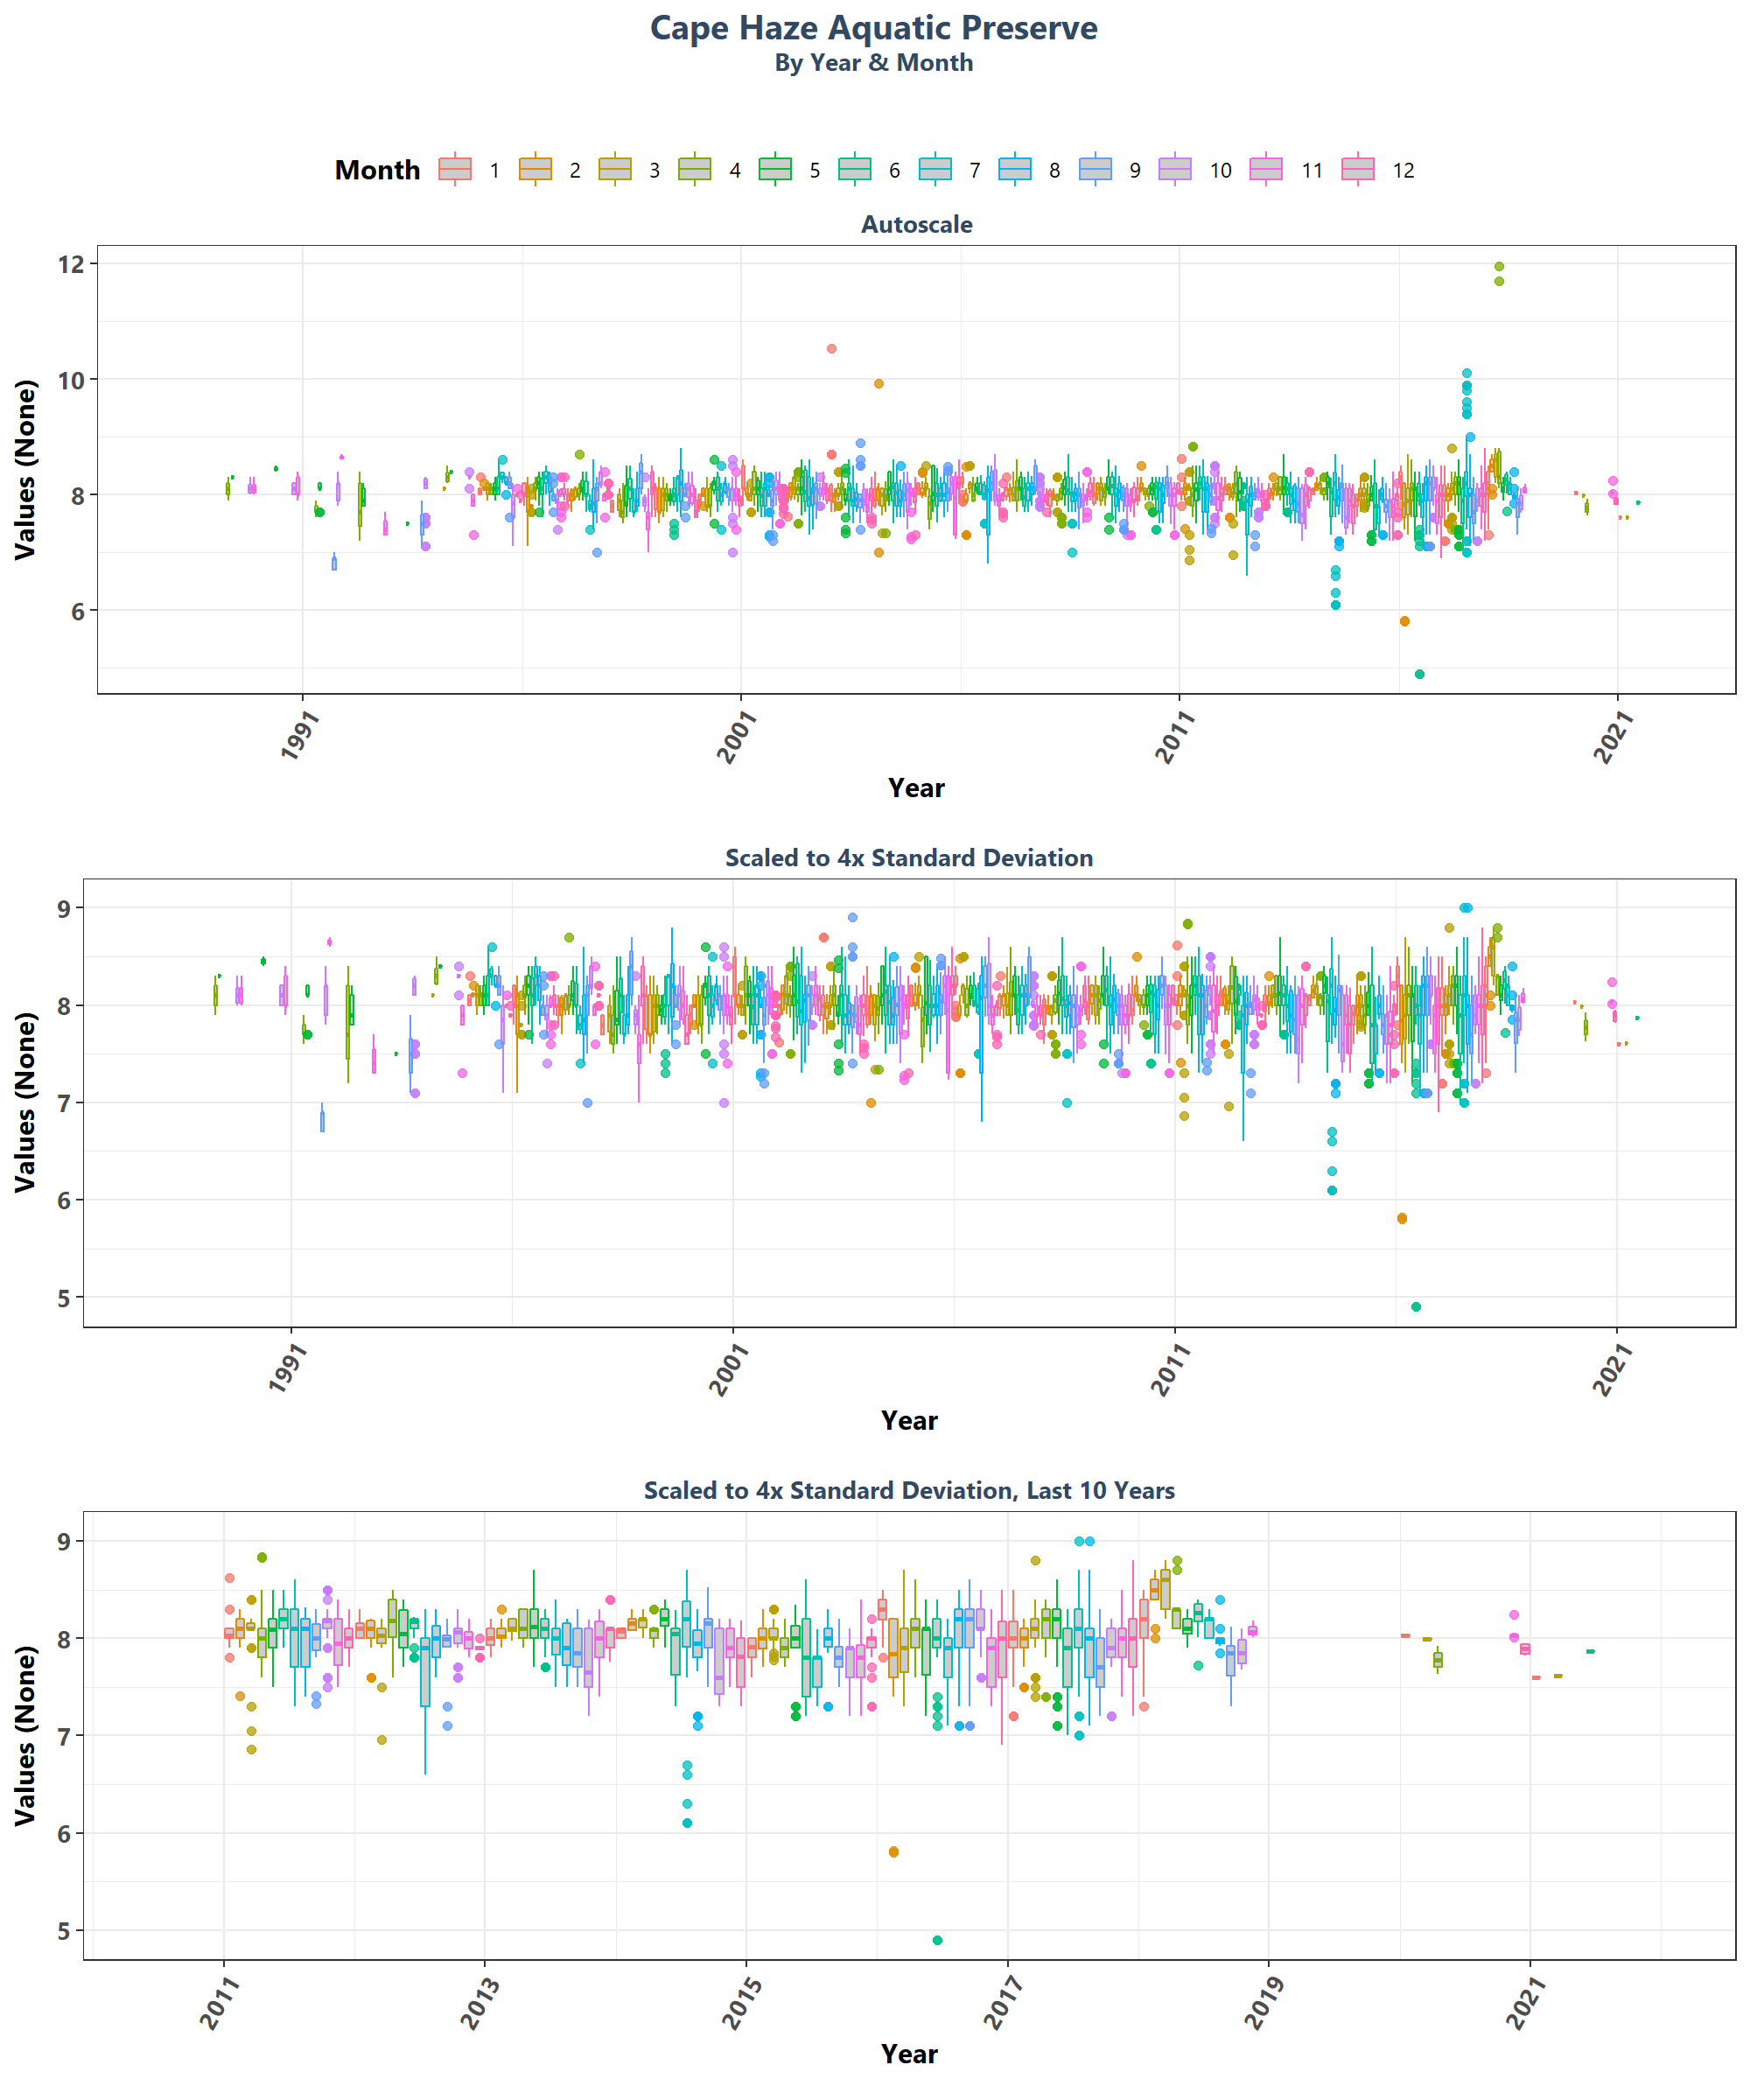 Cape Haze Aquatic Preserve
By Year & Month
Month 1 2 3 4 5 6 7 8 9 10 11 12
Autoscale
12
10
8
6
Values (None)
1991 2001 2011 2021
Year
Scaled to 4x Standard Deviation
9
8
7
6
5
Values (None)
1991 2001 2011 2021
Year
Scaled to 4x Standard Deviation, Last 10 Years
9
8
7
6
5
Values (None)
2011 2013 2015 2017 2019 2021
Year